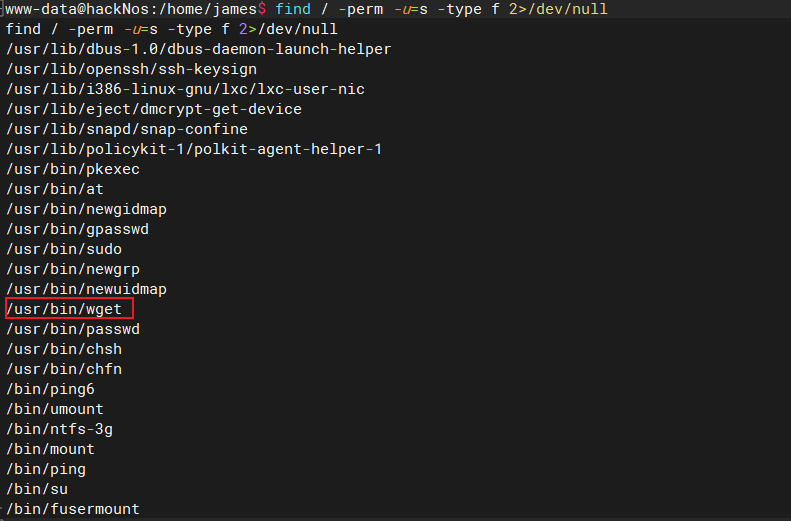 www-data@hackNos:/home/james$ find / -perm -u=s -type f 2>/dev/null
find / -perm -u=s -type f 2>/dev/null
/usr/lib/dbus-1.0/dbus-daemon-launch-helper
/usr/lib/openssh/ssh-keysign
/usr/lib/i386-linux-gnu/lxc/lxc-user-nic
/usr/lib/eject/dmcrypt-get-device
/usr/lib/snapd/snap-confine
/usr/lib/policykit-1/polkit-agent-helper-1
/usr/bin/pkexec
/usr/bin/at
/usr/bin/newgidmap
/usr/bin/gpasswd
/usr/bin/sudo
/usr/bin/newgrp
/usr/bin/newuidmap
/usr/bin/wget
/usr/bin/passwd
/usr/bin/chsh
/usr/bin/chfn
/bin/ping6
/bin/umount
/bin/ntfs-3g
/bin/mount
/bin/ping
/bin/su
/bin/fusermount